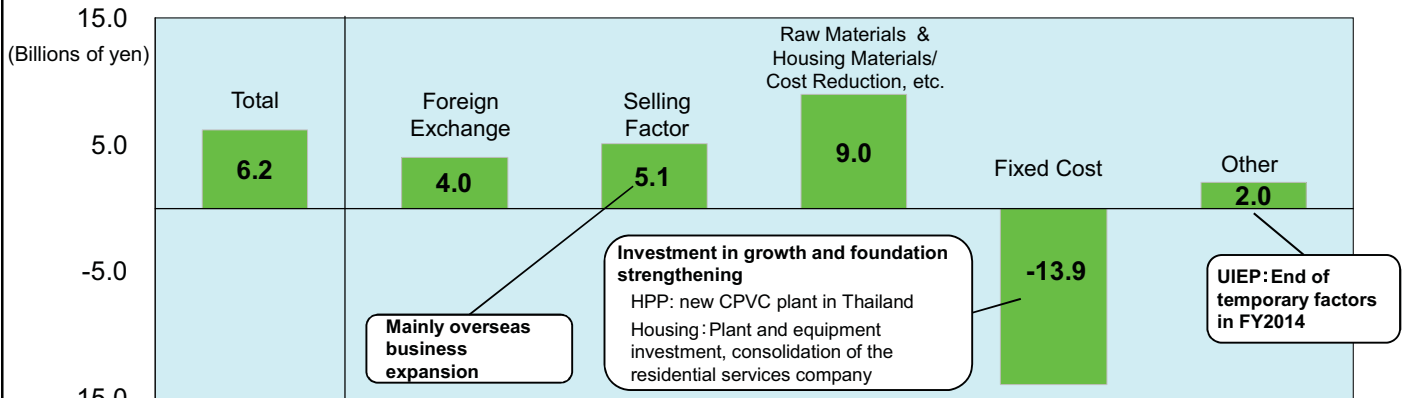 15.0
(Billions of yen)
5.0
-5.0
Total
6.2
Foreign
Exchange
4.0
Selling
Factor
5.1
Raw Materials &
Housing Materials/
Cost Reduction, etc.
9.0
Fixed Cost
-13.9
Other
2.0
Mainly overseas
business
expansion
Investment in growth and foundation
strengthening
HPP: new CPVC plant in Thailand
Housing：Plant and equipment
investment, consolidation of the
residential services company
UIEP：End of
temporary factors
in FY2014